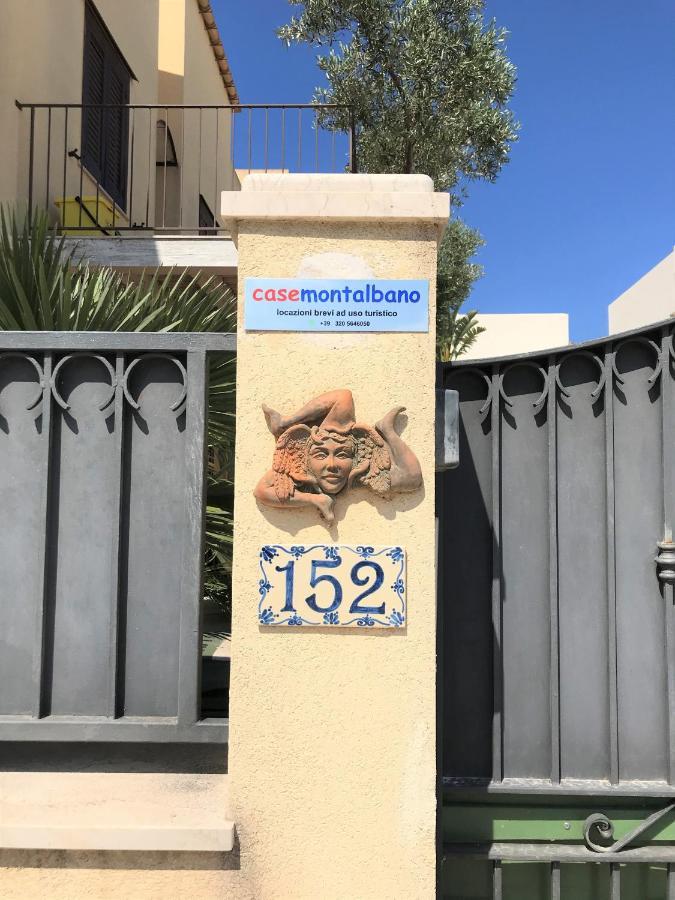 casemontalbano
locazioni brevi ad uso turistico
+39 320 5646050
152